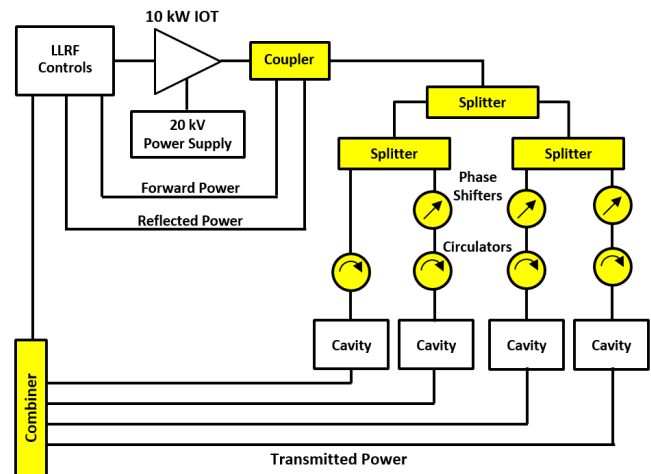 10 kW IOT
LLRF
Controls
Coupler
Splitter
20 kV
Power Supply
Splitter
Splitter
Phase
Shifters
Forward Power
Reflected Power
Circulators
Cavity
Cavity
Cavity
Cavity
Combiner
Transmitted Power